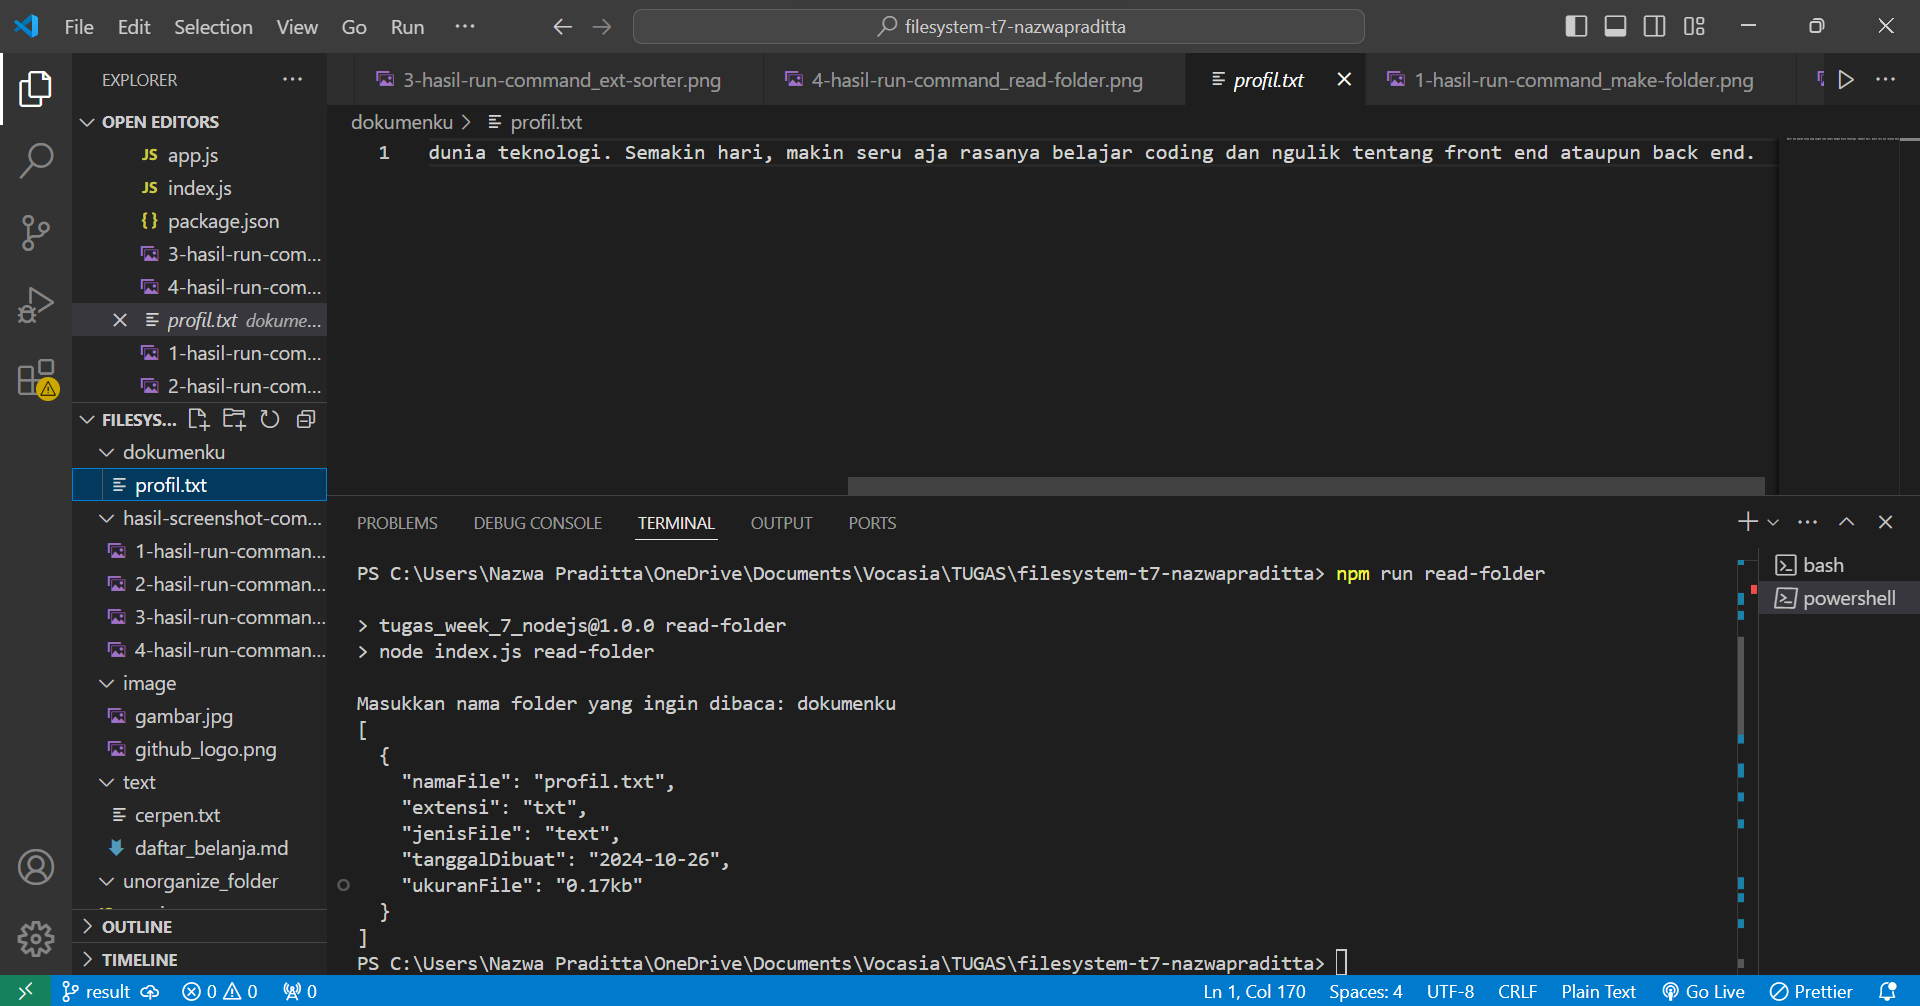 File Edit Selection View Go Run ···
filesystem-t7-nazwapraditta
EXPLORER
OPEN EDITORS
JS app.js
JS index.js
{} package.json
3-hasil-run-com...
4-hasil-run-com...
profil.txt dokume...
1-hasil-run-com...
2-hasil-run-com...
FILESYS...
dokumenku
profil.txt
hasil-screenshot-com...
1-hasil-run-comman...
2-hasil-run-comman...
3-hasil-run-comman...
4-hasil-run-comman...
image
gambar.jpg
github_logo.png
text
cerpen.txt
daftar_belanja.md
unorganize_folder
OUTLINE
TIMELINE
3-hasil-run-command_ext-sorter.png
4-hasil-run-command_read-folder.png
profil.txt
1-hasil-run-command_make-folder.png
dokumenku > profil.txt
1 dunia teknologi. Semakin hari, makin seru aja rasanya belajar coding dan ngulik tentang front end ataupun back end.
PROBLEMS DEBUG CONSOLE TERMINAL OUTPUT PORTS
PS C:\Users\Nazwa Praditta\OneDrive\Documents\Vocasia\TUGAS\filesystem-t7-nazwapraditta> npm run read-folder
> tugas_week_7_nodejs@1.0.0 read-folder
> node index.js read-folder
Masukkan nama folder yang ingin dibaca: dokumenku
[
{
"namaFile": "profil.txt",
"extensi": "txt",
"jenisFile": "text",
"tanggalDibuat": "2024-10-26",
"ukuranFile": "0.17kb"
}
]
PS C:\Users\Nazwa Praditta\OneDrive\Documents\Vocasia\TUGAS\filesystem-t7-nazwapraditta>
bash
powershell
result 0 0 0
Ln 1, Col 170 Spaces: 4 UTF-8 CRLF Plain Text Go Live Prettier